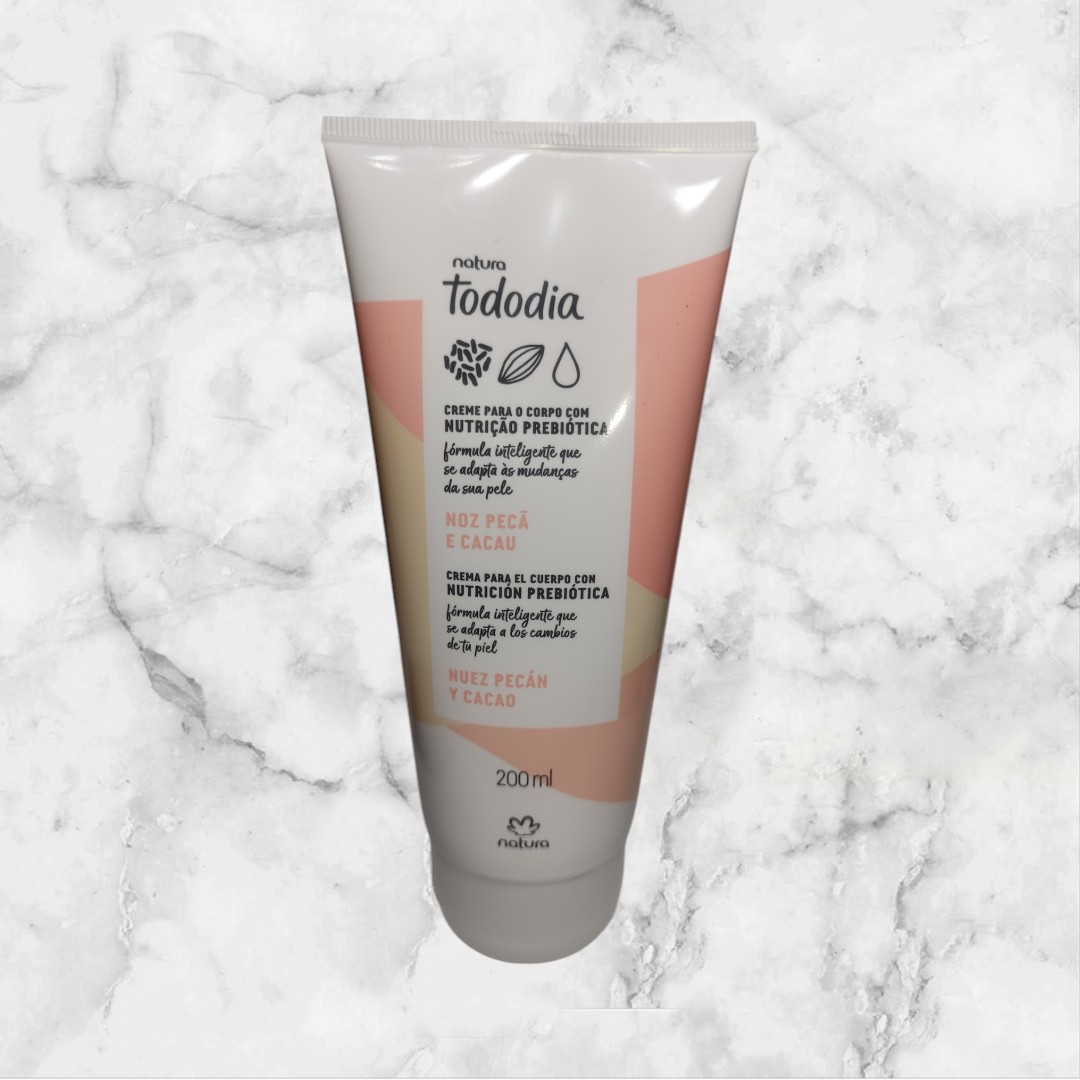 natura
tododia
CREME PARA O CORPO COM
NUTRIÇÃO PREBIÓTICA
fórmula inteligente que
se adapta às mudanças
da sua pele
NOZ PECÃ
E CACAU
CREMA PARA EL CUERPO CON
NUTRICIÓN PREBIÓTICA
fórmula inteligente que
se adapta a los cambios
de tu piel
NUEZ PECÁN
Y CACAO
200 ml
natura